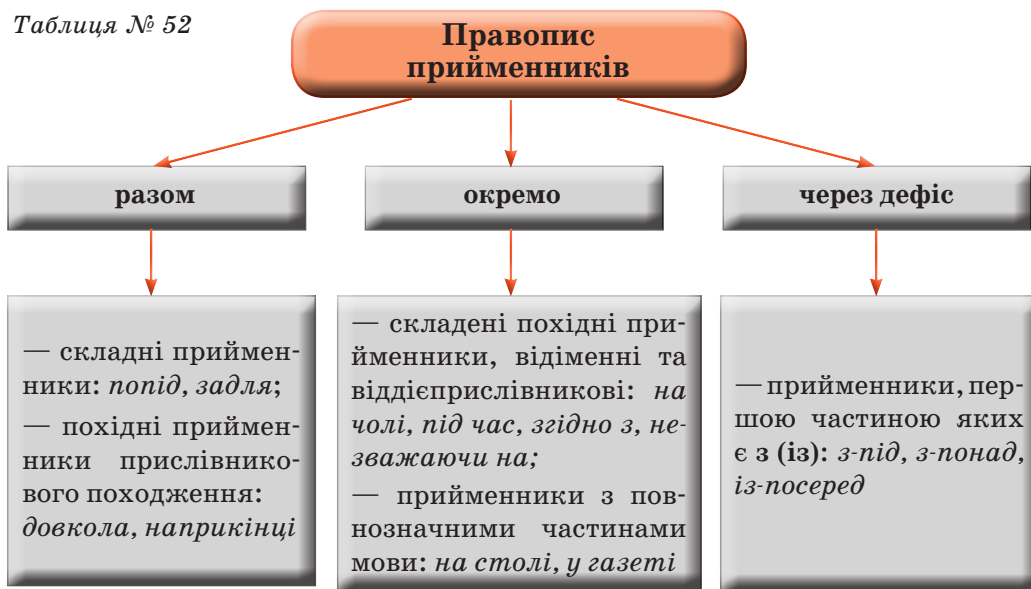 Таблиця № 52
Правопис
прийменників
разом
окремо
через дефіс
— складні приймен-
ники: попід, задля;
— похідні приймен-
ники прислівнико-
вого походження:
довкола, наприкінці
— складені похідні при-
йменники, відіменні та
віддієприслівникові: на
чолі, під час, згідно з, не-
зважаючи на;
— прийменники з пов-
нозначними частинами
мови: на столі, у газеті
— прийменники, пер-
шою частиною яких
є з (із): з-під, з-понад,
із-посеред